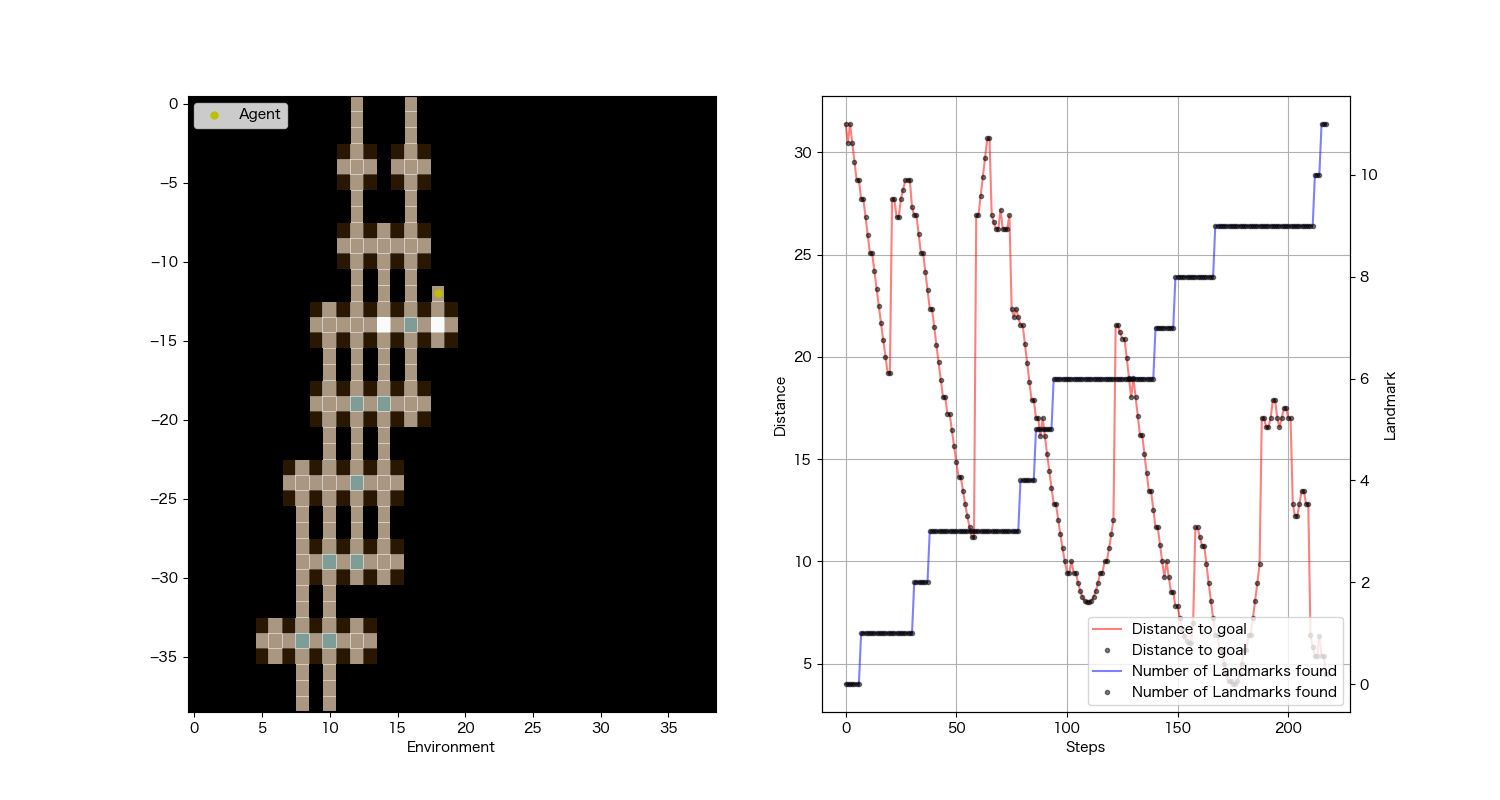 Agent
0
−5
−10
−15
−20
−25
−30
−35
0 5 10 15 20 25 30 35
Environment
30
25
20
15
10
5
Distance
0 50 100 150 200
Steps
10
8
6
4
2
0
Landmark
Distance to goal
Distance to goal
Number of Landmarks found
Number of Landmarks found